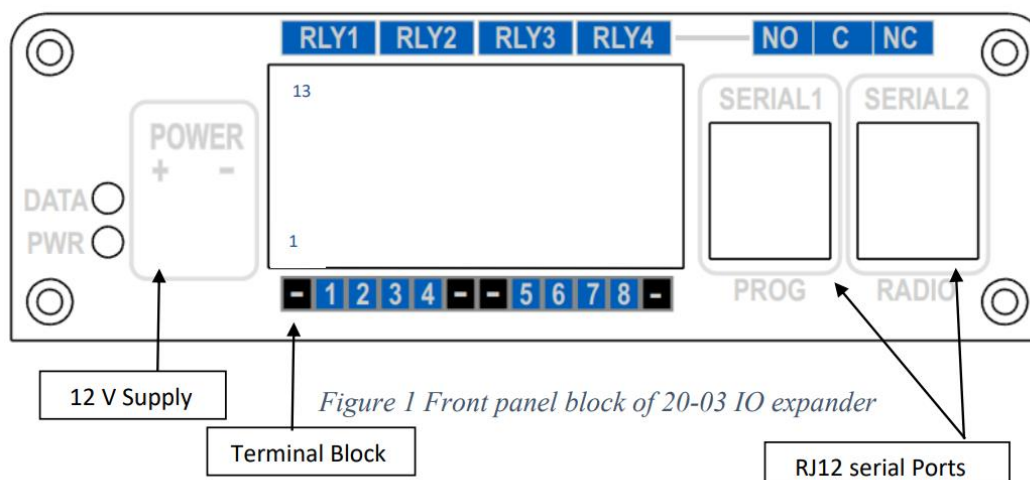 RLY1 RLY2 RLY3 RLY4 NO C NC
13
SERIAL1 SERIAL2
POWER
+ -
DATA
PWR
1
- 1 2 3 4 - - 5 6 7 8 -
PROG RADIO
12 V Supply
Figure 1 Front panel block of 20-03 IO expander
Terminal Block
RJ12 serial Ports